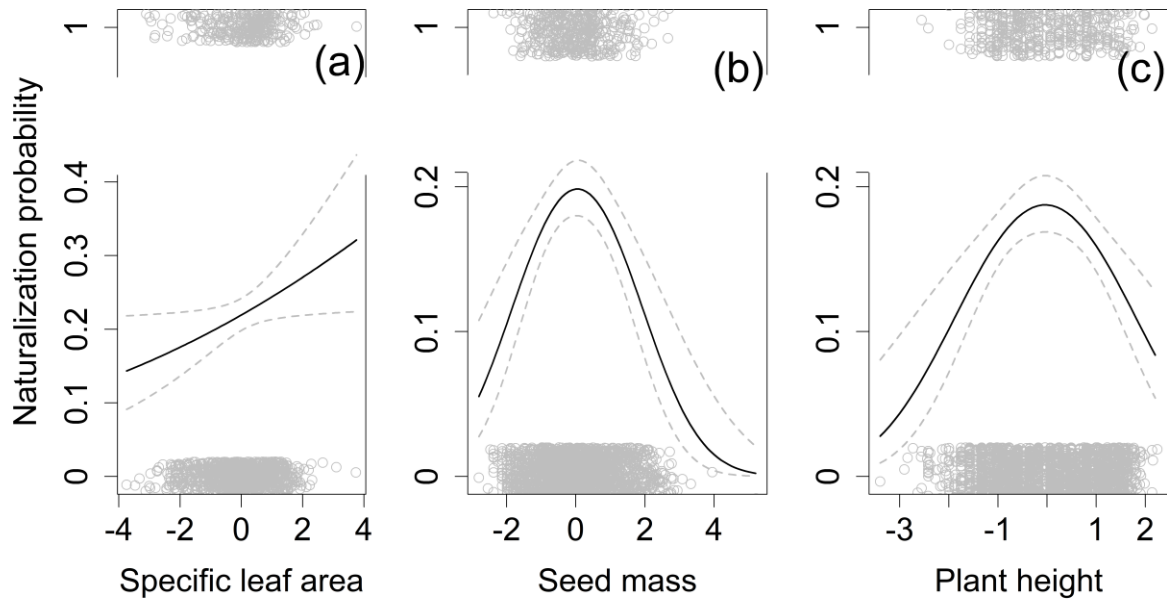 Naturalization probability
(a)
1
0.4
0.3
0.2
0.1
0
-4 -2 0 2 4
Specific leaf area
(b)
1
0.2
0.1
0
-2 0 2 4
Seed mass
(c)
1
0.2
0.1
0
-3 -1 1 2
Plant height